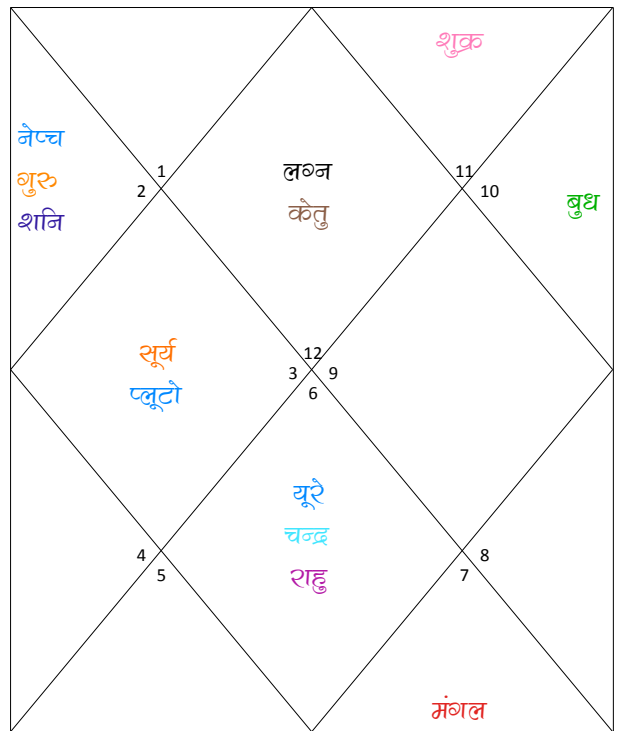 शुक्र
नेप्च
गुरु
शनि
1
2
लग्न
केतु
11
10
बुध
सूर्य
प्लूटो
12
3
9
6
यूरे
चन्द्र
राहु
4
5
8
7
मंगल